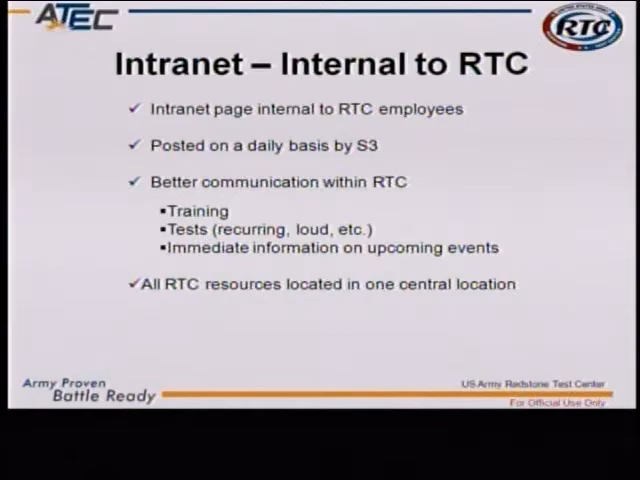 ATEC
RTC
Intranet – Internal to RTC
✓ Intranet page internal to RTC employees
✓ Posted on a daily basis by S3
✓ Better communication within RTC
▪Training
▪Tests (recurring, loud, etc.)
▪Immediate information on upcoming events
✓All RTC resources located in one central location
Army Proven
Battle Ready
US Army Redstone Test Center
For Official Use Only